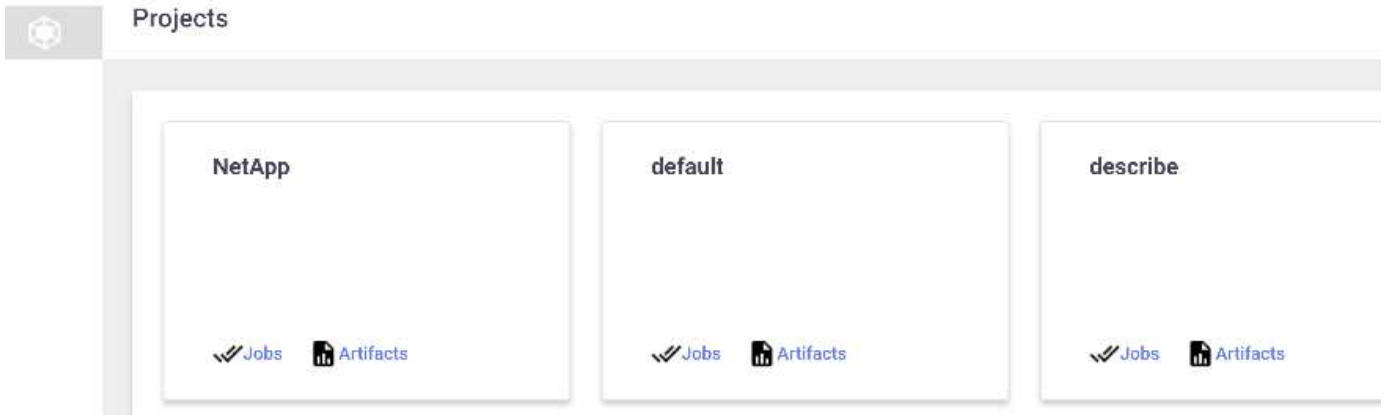 Projects
NetApp
default
describe
Jobs Artifacts
Jobs Artifacts
Jobs Artifacts